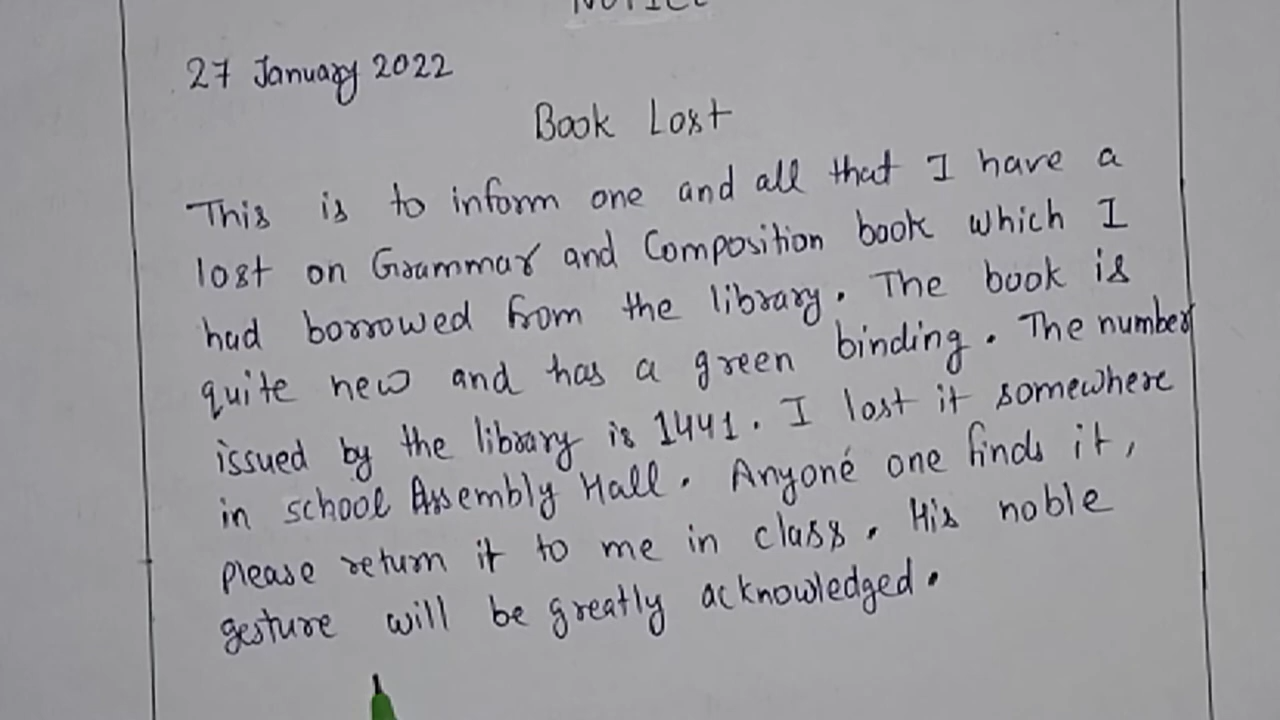 NOTICE
27 January 2022
Book Lost
This is to inform one and all that I have a
lost on Grammar and Composition book which I
had borrowed from the library. The book is
quite new and has a green binding. The number
issued by the library is 1441. I lost it somewhere
in school Assembly Hall. Anyone one finds it,
please return it to me in class. His noble
gesture will be greatly acknowledged.